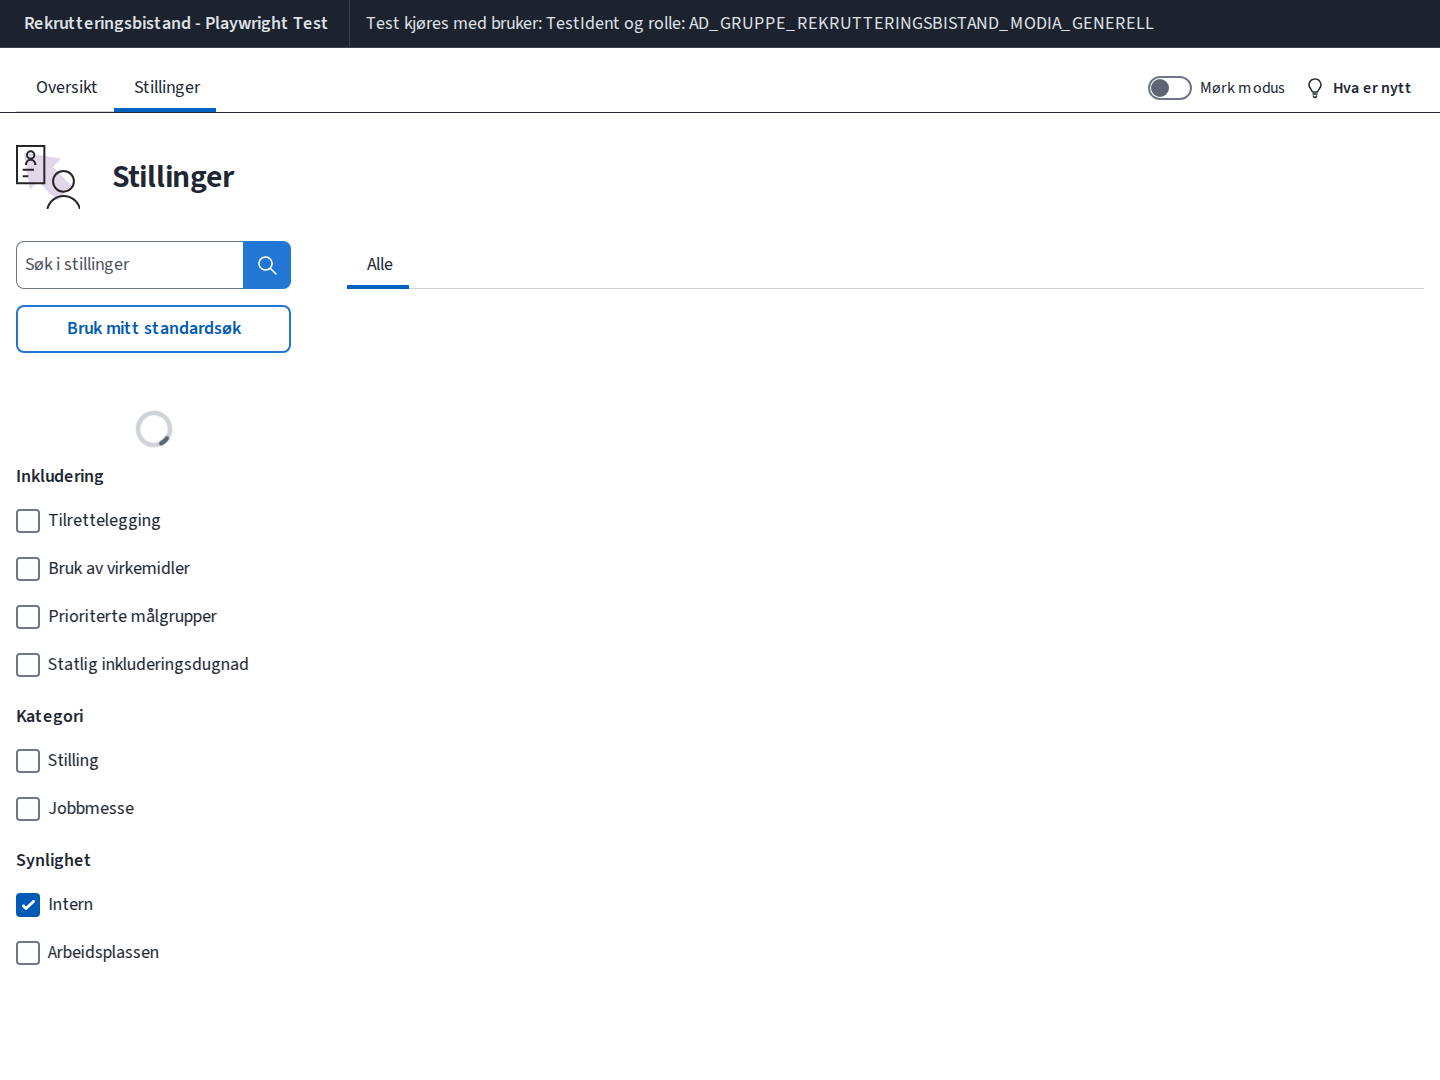 Rekrutteringsbistand - Playwright Test
Test kjøres med bruker: TestIdent og rolle: AD_GRUPPE_REKRUTTERINGSBISTAND_MODIA_GENERELL
Oversikt
Stillinger
Mørk modus
Hva er nytt
Stillinger
Søk i stillinger
Alle
Bruk mitt standardsøk
Inkludering
Tilrettelegging
Bruk av virkemidler
Prioriterte målgrupper
Statlig inkluderingsdugnad
Kategori
Stilling
Jobbmesse
Synlighet
Intern
Arbeidsplassen